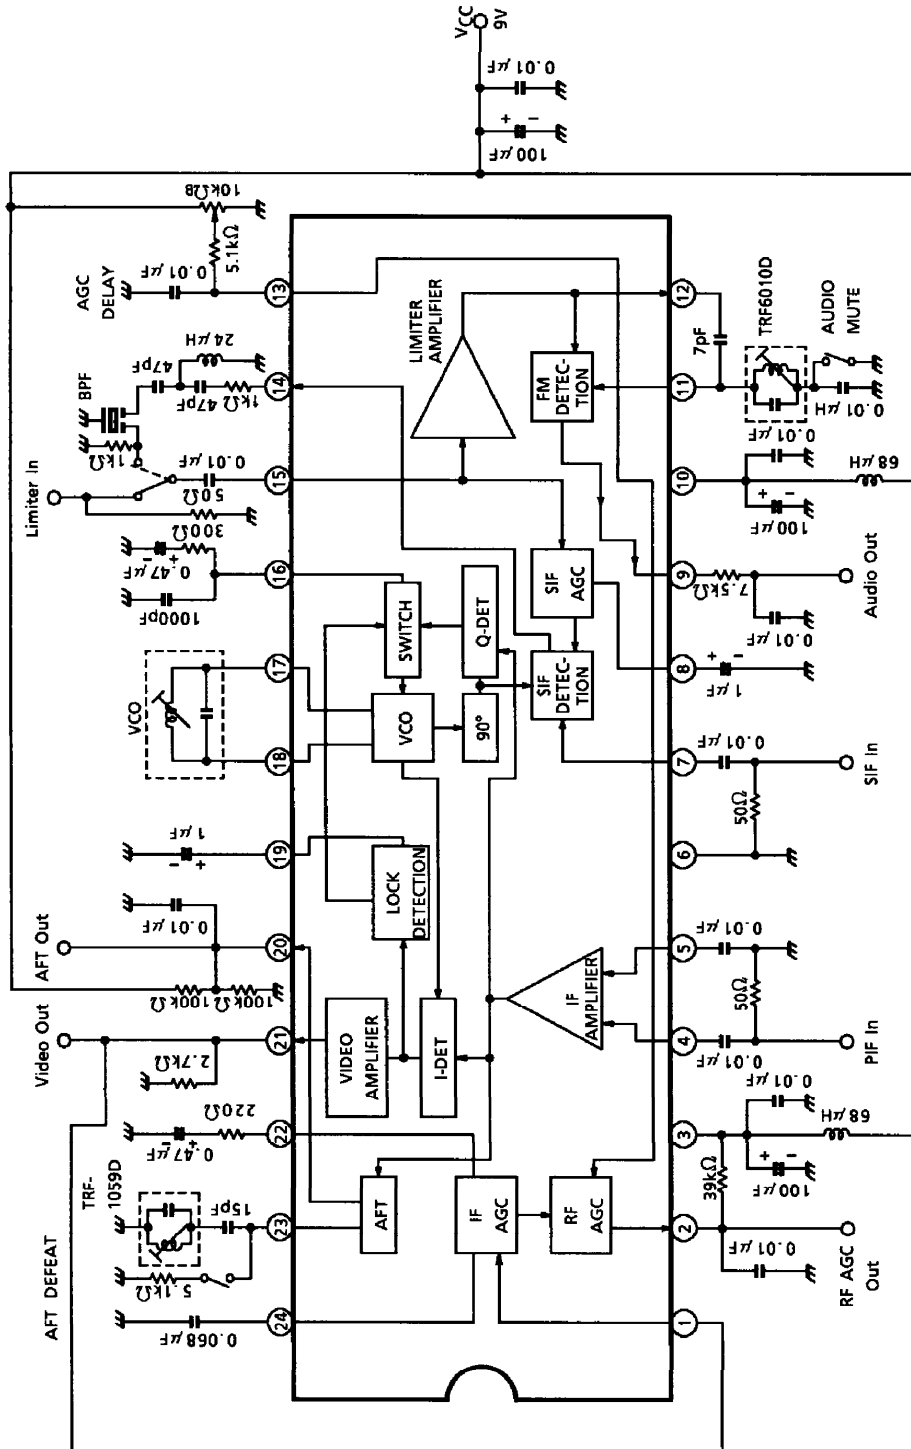 VCC
9V
0.01μF
100μF
10kΩB
5.1kΩ
0.01μF
AGC
DELAY
13
24μH
47pF
47pF
1kΩ
14
BPF
1kΩ
0.01μF
50Ω
15
Limiter In
300Ω
0.47μF
+
-
1000pF
16
VCO
17
18
1μF
+
-
19
0.01μF
AFT Out
20
100kΩ
100kΩ
Video Out
21
2.7kΩ
220Ω
0.47μF
+
-
22
TRF-
1059D
15pF
23
5.1kΩ
AFT DEFEAT
0.068μF
24
LIMITER
AMPLIFIER
FM
DETEC-
TION
SIF
AGC
SIF
DETEC-
TION
SWITCH
Q-DET
VCO
90°
LOCK
DETECTION
VIDEO
AMPLIFIER
I-DET
IF
AMPLIFIER
AFT
IF
AGC
RF
AGC
12
7pF
TRF6010D
AUDIO
MUTE
11
0.01μH
0.01μF
10
100μF
+
-
68μH
9
7.5kΩ
0.01μF
Audio Out
8
1μF
+
-
7
0.01μF
50Ω
SIF In
6
5
0.01μF
50Ω
4
0.01μF
PIF In
3
0.01μF
68μH
100μF
+
-
39kΩ
2
0.01μF
RF AGC
Out
1
+
-